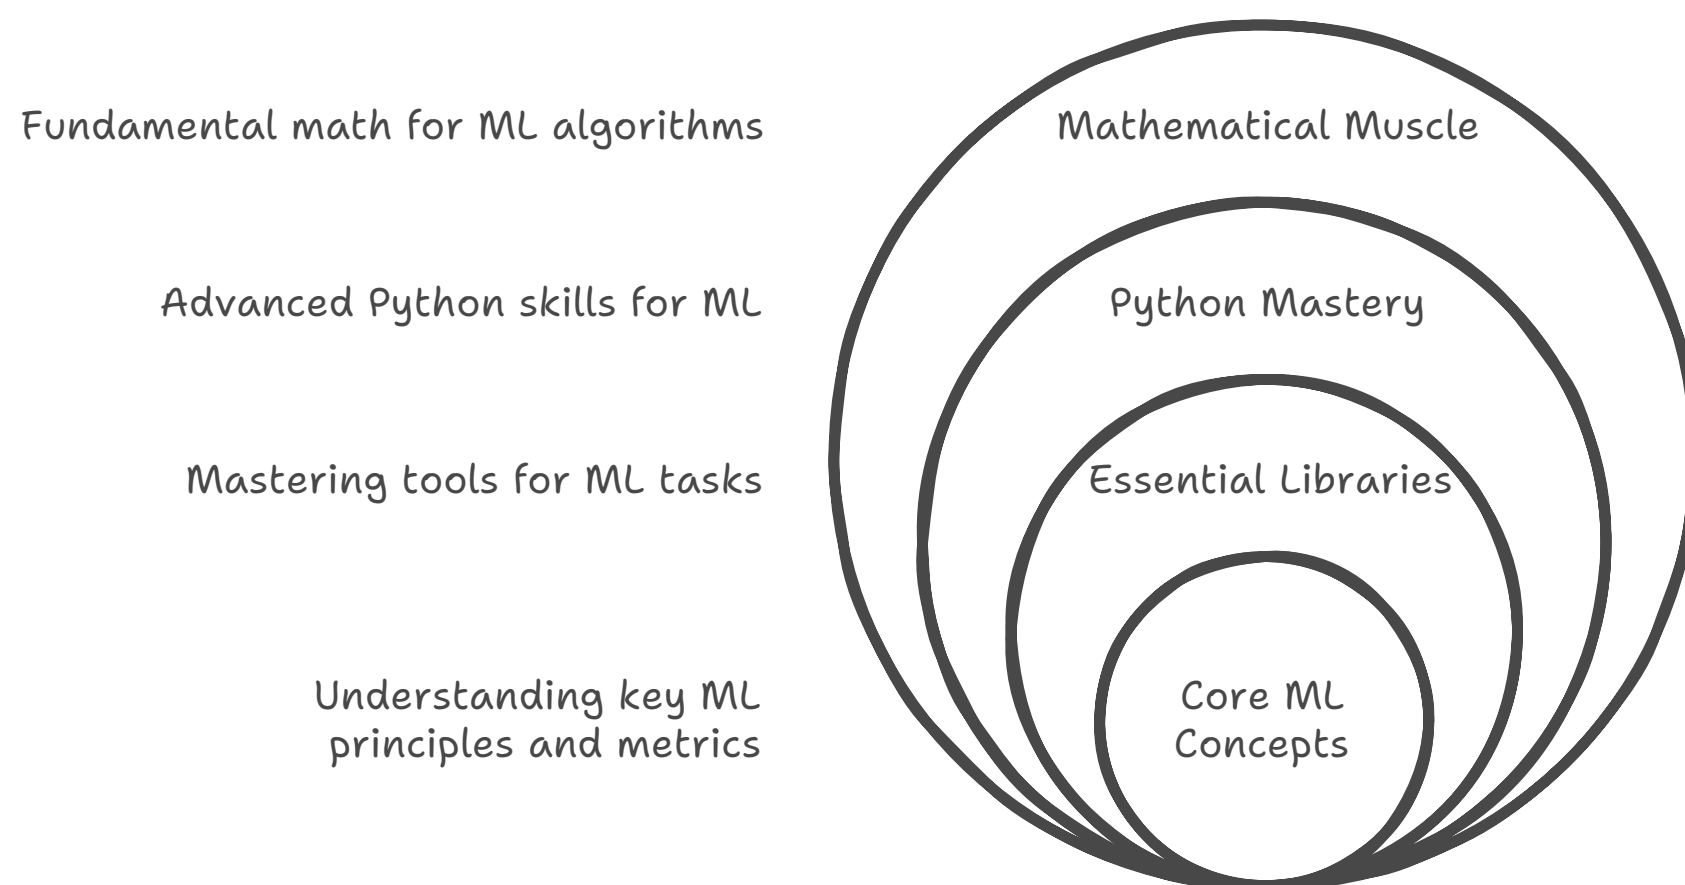 Fundamental math for ML algorithms
Mathematical Muscle
Advanced Python skills for ML
Python Mastery
Mastering tools for ML tasks
Essential Libraries
Understanding key ML
principles and metrics
Core ML
Concepts